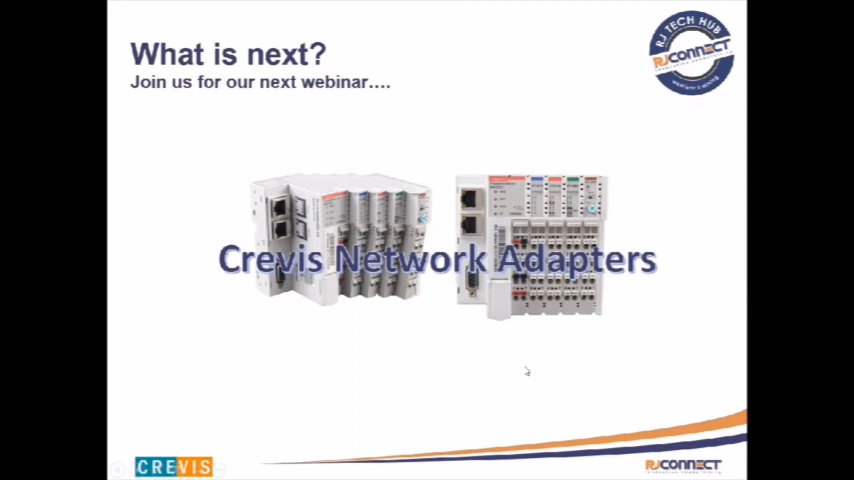 What is next?
Join us for our next webinar....
RJ TECH HUB
RJCONNECT
Crevis Network Adapters
CREVIS
RJCONNECT